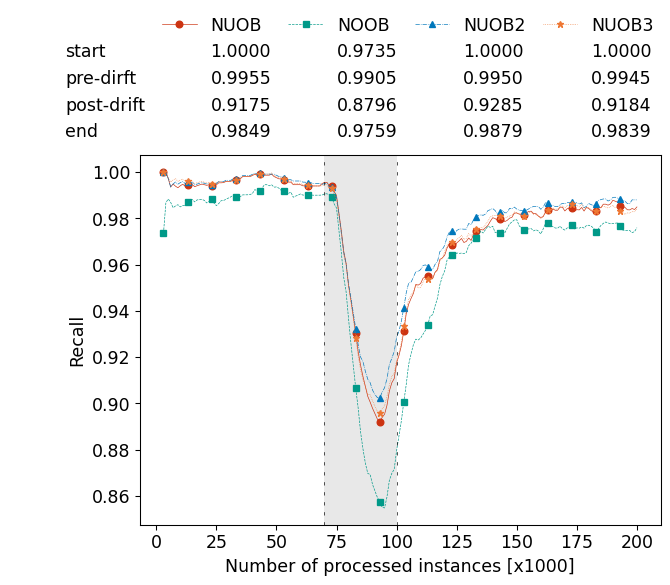 NUOB NOOB NUOB2 NUOB3
start 1.0000 0.9735 1.0000 1.0000
pre-dirft 0.9955 0.9905 0.9950 0.9945
post-drift 0.9175 0.8796 0.9285 0.9184
end 0.9849 0.9759 0.9879 0.9839
1.00
0.98
0.96
0.94
0.92
0.90
0.88
0.86
Recall
0 25 50 75 100 125 150 175 200
Number of processed instances [x1000]